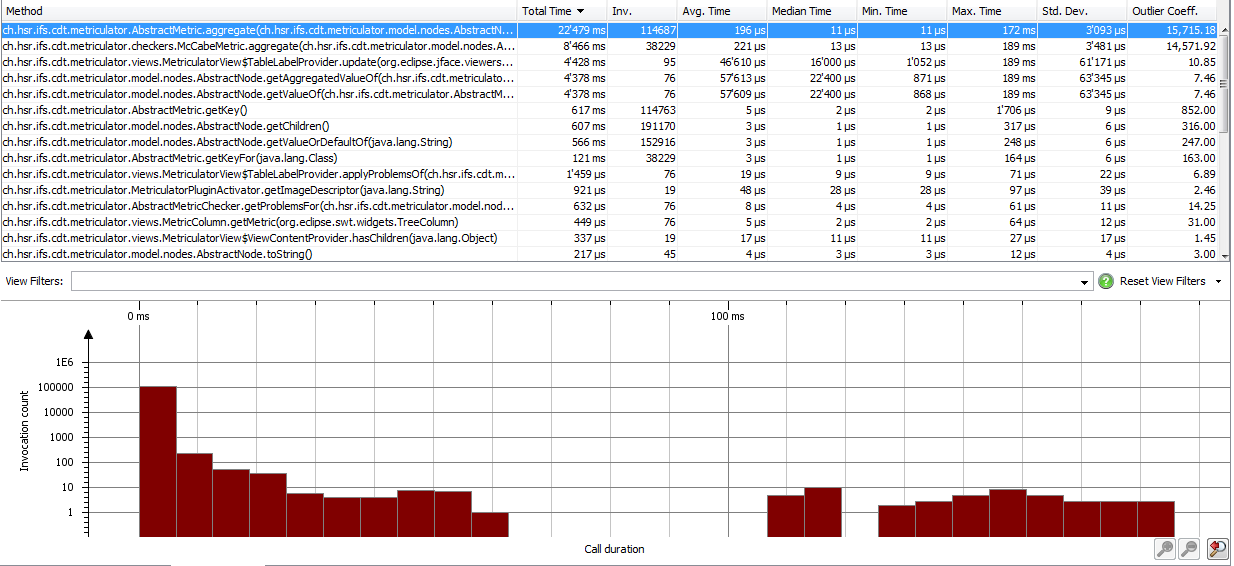 Method Total Time Inv. Avg. Time Median Time Min. Time Max. Time Std. Dev. Outlier Coeff.
ch.hsr.ifs.cdt.metriculator.AbstractMetric.aggregate(ch.hsr.ifs.cdt.metriculator.model.nodes.AbstractN... 22'479 ms 114687 196 µs 11 µs 11 µs 172 ms 3'093 µs 15,715.18
ch.hsr.ifs.cdt.metriculator.checkers.McCabeMetric.aggregate(ch.hsr.ifs.cdt.metriculator.model.nodes.A... 8'466 ms 38229 221 µs 13 µs 13 µs 189 ms 3'481 µs 14,571.92
ch.hsr.ifs.cdt.metriculator.views.MetriculatorView$TableLabelProvider.update(org.eclipse.jface.viewers... 4'428 ms 95 46'610 µs 16'000 µs 1'052 µs 189 ms 61'171 µs 10.85
ch.hsr.ifs.cdt.metriculator.model.nodes.AbstractNode.getAggregatedValueOf(ch.hsr.ifs.cdt.metriculato... 4'378 ms 76 57'613 µs 22'400 µs 871 µs 189 ms 63'345 µs 7.46
ch.hsr.ifs.cdt.metriculator.model.nodes.AbstractNode.getValueOf(ch.hsr.ifs.cdt.metriculator.AbstractM... 4'378 ms 76 57'609 µs 22'400 µs 868 µs 189 ms 63'345 µs 7.46
ch.hsr.ifs.cdt.metriculator.AbstractMetric.getKey() 617 ms 114763 5 µs 2 µs 2 µs 1'706 µs 9 µs 852.00
ch.hsr.ifs.cdt.metriculator.model.nodes.AbstractNode.getChildren() 607 ms 191170 3 µs 1 µs 1 µs 317 µs 6 µs 316.00
ch.hsr.ifs.cdt.metriculator.model.nodes.AbstractNode.getValueOrDefaultOf(java.lang.String) 566 ms 152916 3 µs 1 µs 1 µs 248 µs 6 µs 247.00
ch.hsr.ifs.cdt.metriculator.AbstractMetric.getKeyFor(java.lang.Class) 121 ms 38229 3 µs 1 µs 1 µs 164 µs 6 µs 163.00
ch.hsr.ifs.cdt.metriculator.views.MetriculatorView$TableLabelProvider.applyProblemsOf(ch.hsr.ifs.cdt.m... 1'459 µs 76 19 µs 9 µs 9 µs 71 µs 22 µs 6.89
ch.hsr.ifs.cdt.metriculator.MetriculatorPluginActivator.getImageDescriptor(java.lang.String) 921 µs 19 48 µs 28 µs 28 µs 97 µs 39 µs 2.46
ch.hsr.ifs.cdt.metriculator.AbstractMetricChecker.getProblemsFor(ch.hsr.ifs.cdt.metriculator.model.nod... 632 µs 76 8 µs 4 µs 4 µs 61 µs 11 µs 14.25
ch.hsr.ifs.cdt.metriculator.views.MetricColumn.getMetric(org.eclipse.swt.widgets.TreeColumn) 449 µs 76 5 µs 2 µs 2 µs 64 µs 12 µs 31.00
ch.hsr.ifs.cdt.metriculator.views.MetriculatorView$ViewContentProvider.hasChildren(java.lang.Object) 337 µs 19 17 µs 11 µs 11 µs 27 µs 17 µs 1.45
ch.hsr.ifs.cdt.metriculator.model.nodes.AbstractNode.toString() 217 µs 45 4 µs 3 µs 3 µs 12 µs 4 µs 3.00
View Filters: ? Reset View Filters
0 ms 100 ms
1E6
100000
10000
1000
100
10
1
Invocation count
Call duration